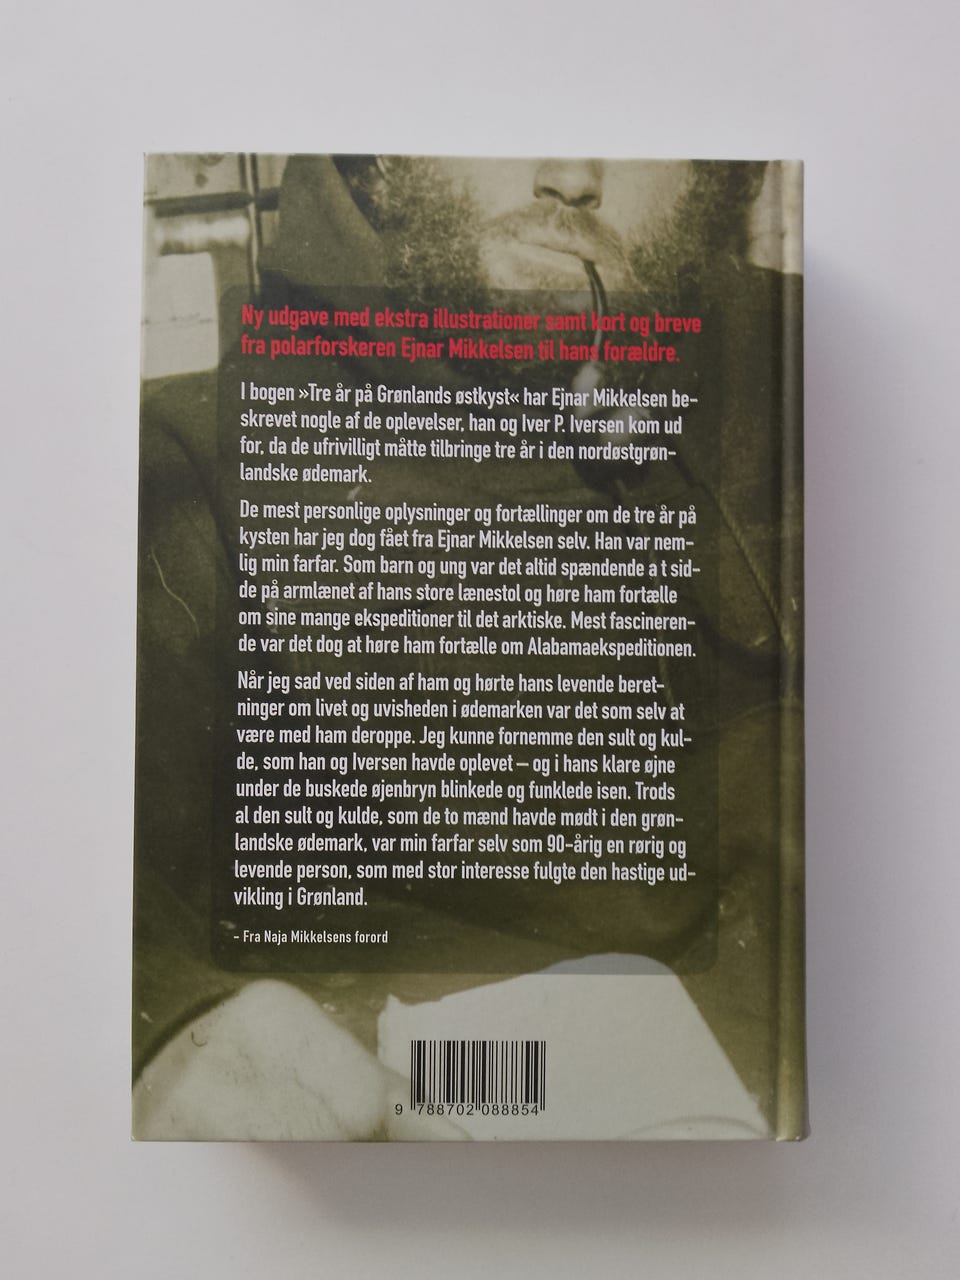 Ny udgave med ekstra illustrationer samt kort og breve
fra polarforskeren Ejnar Mikkelsen til hans forældre.
I bogen »Tre år på Grønlands østkyst« har Ejnar Mikkelsen be-
skrevet nogle af de oplevelser, han og Iver P. Iversen kom ud
for, da de ufrivilligt måtte tilbringe tre år i den nordøstgrøn-
landske ødemark.
De mest personlige oplysninger og fortællinger om de tre år på
kysten har jeg dog fået fra Ejnar Mikkelsen selv. Han var nem-
lig min farfar. Som barn og ung var det altid spændende a t sid-
de på armlænet af hans store lænestol og høre ham fortælle
om sine mange ekspeditioner til det arktiske. Mest fascineren-
de var det dog at høre ham fortælle om Alabamaekspeditionen.
Når jeg sad ved siden af ham og hørte hans levende beret-
ninger om livet og uvisheden i ødemarken var det som selv at
være med ham deroppe. Jeg kunne fornemme den sult og kul-
de, som han og Iversen havde oplevet – og i hans klare øjne
under de buskede øjenbryn blinkede og funklede isen. Trods
al den sult og kulde, som de to mænd havde mødt i den grøn-
landske ødemark, var min farfar selv som 90-årig en rørig og
levende person, som med stor interesse fulgte den hastige ud-
vikling i Grønland.
– Fra Naja Mikkelsens forord
9 788702 088854